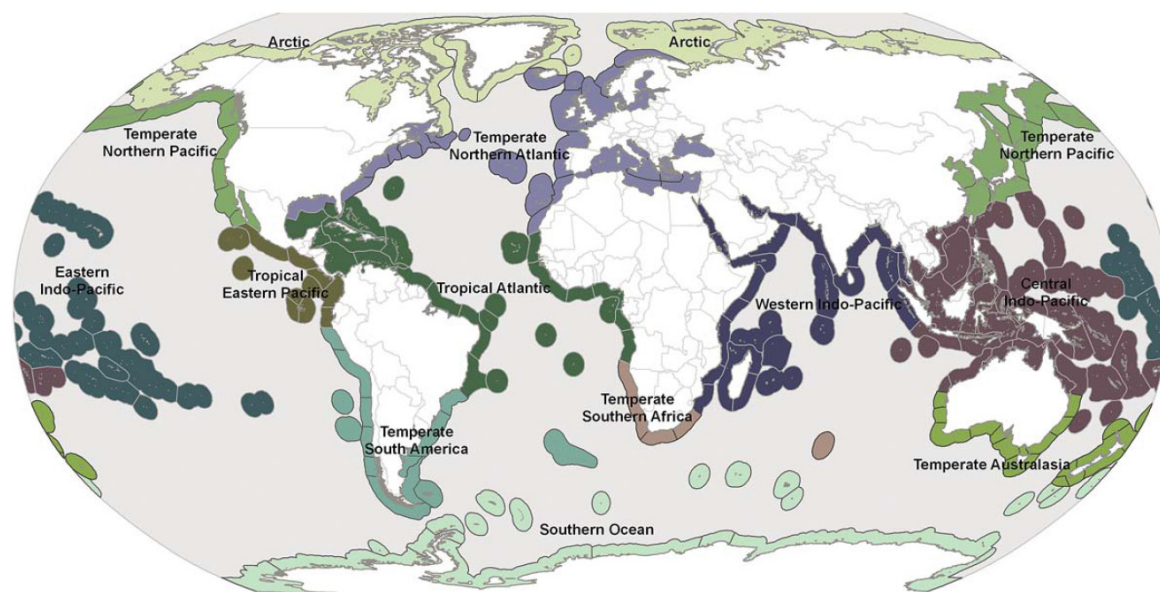 Arctic
Arctic
Temperate
Northern Pacific
Temperate
Northern Atlantic
Temperate
Northern Pacific
Eastern
Indo-Pacific
Tropical
Eastern Pacific
Tropical Atlantic
Western Indo-Pacific
Central
Indo-Pacific
Temperate
South America
Temperate
Southern Africa
Temperate Australasia
Southern Ocean